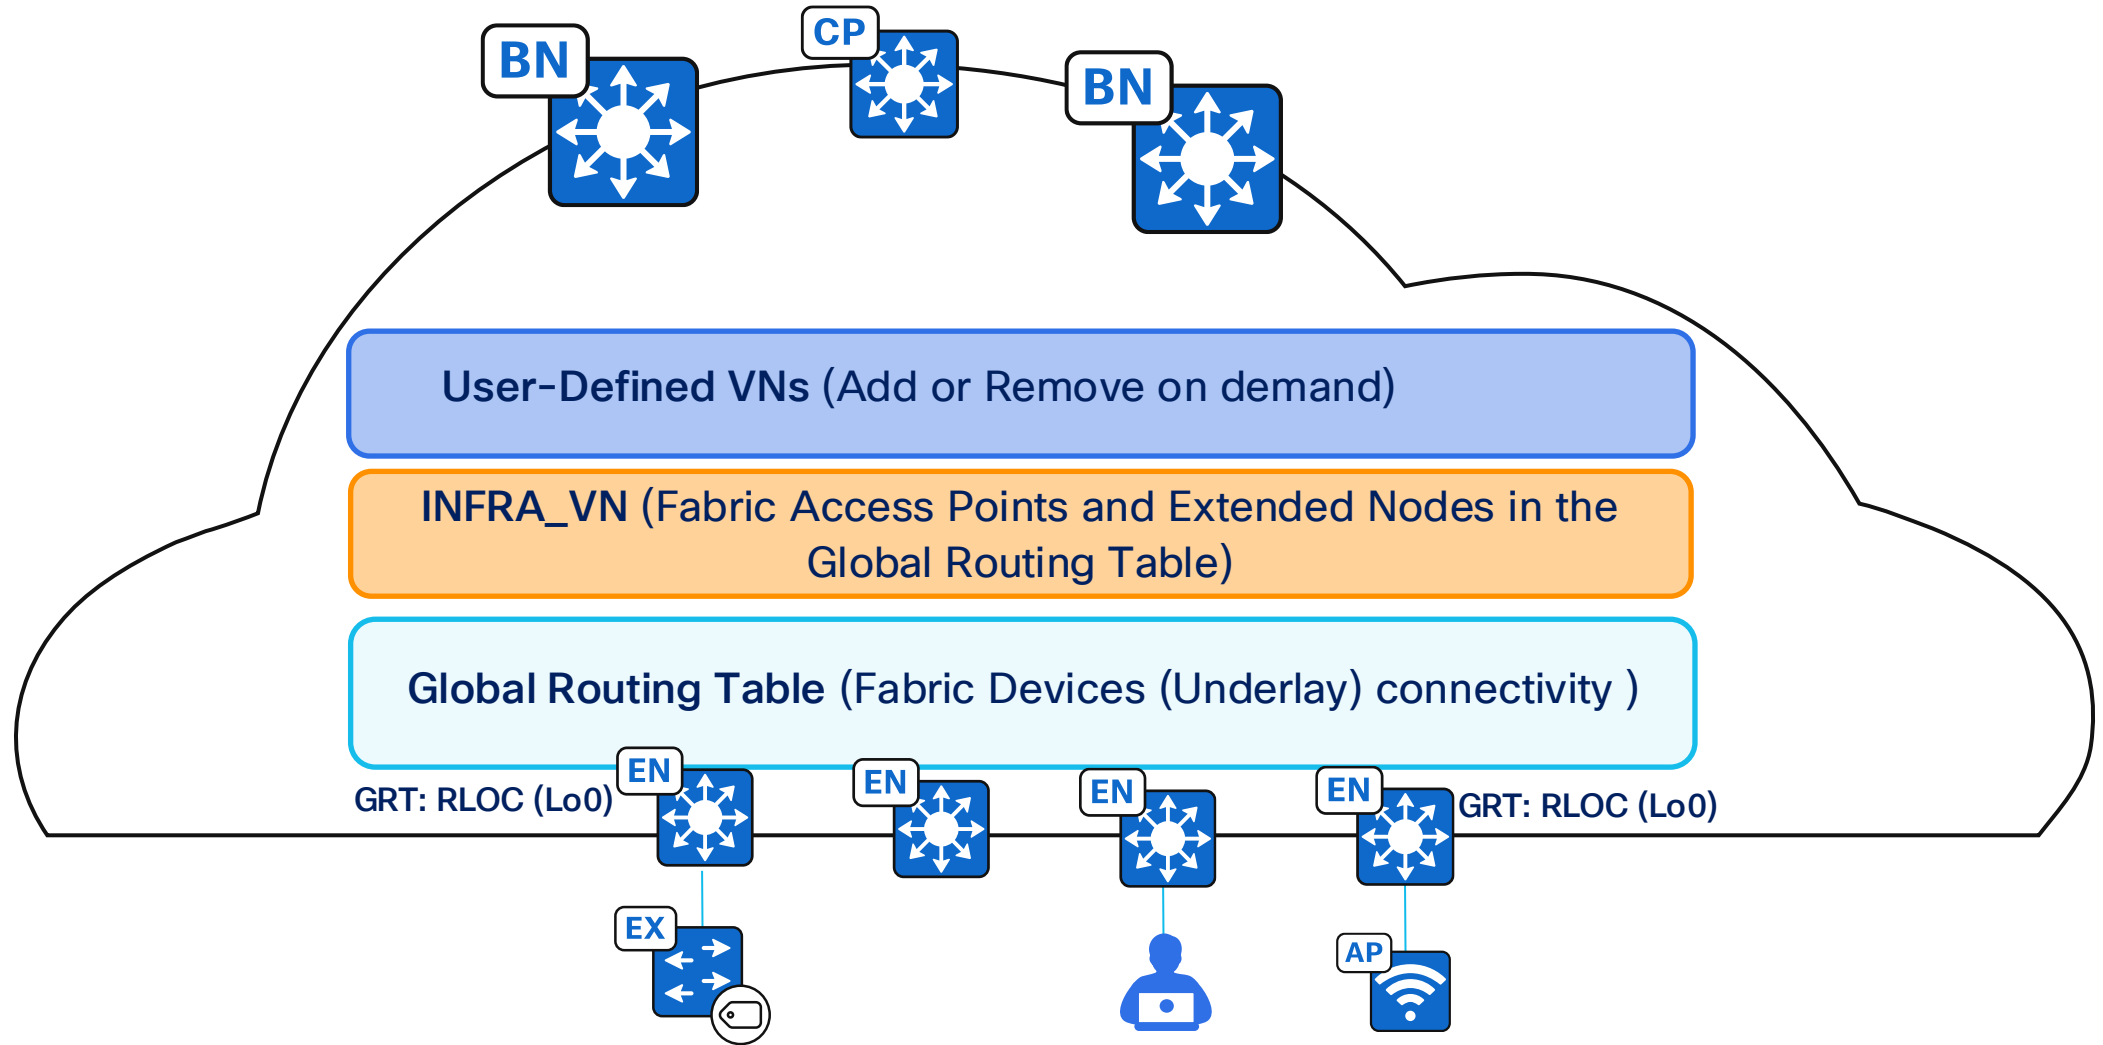 BN
CP
BN
User-Defined VNs (Add or Remove on demand)
INFRA_VN (Fabric Access Points and Extended Nodes in the
Global Routing Table)
Global Routing Table (Fabric Devices (Underlay) connectivity )
GRT: RLOC (Lo0)
EN
EN
EN
EN
GRT: RLOC (Lo0)
EX
AP